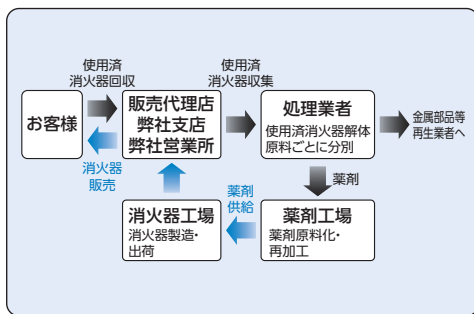 使用済
消火器回収
使用済
消火器収集
お客様
販売代理店
弊社支店
弊社営業所
処理業者
使用済消火器解体
原料ごとに分別
金属部品等
再生業者へ
消火器
販売
薬剤
薬剤
供給
消火器工場
消火器製造・
出荷
薬剤工場
薬剤原料化・
再加工